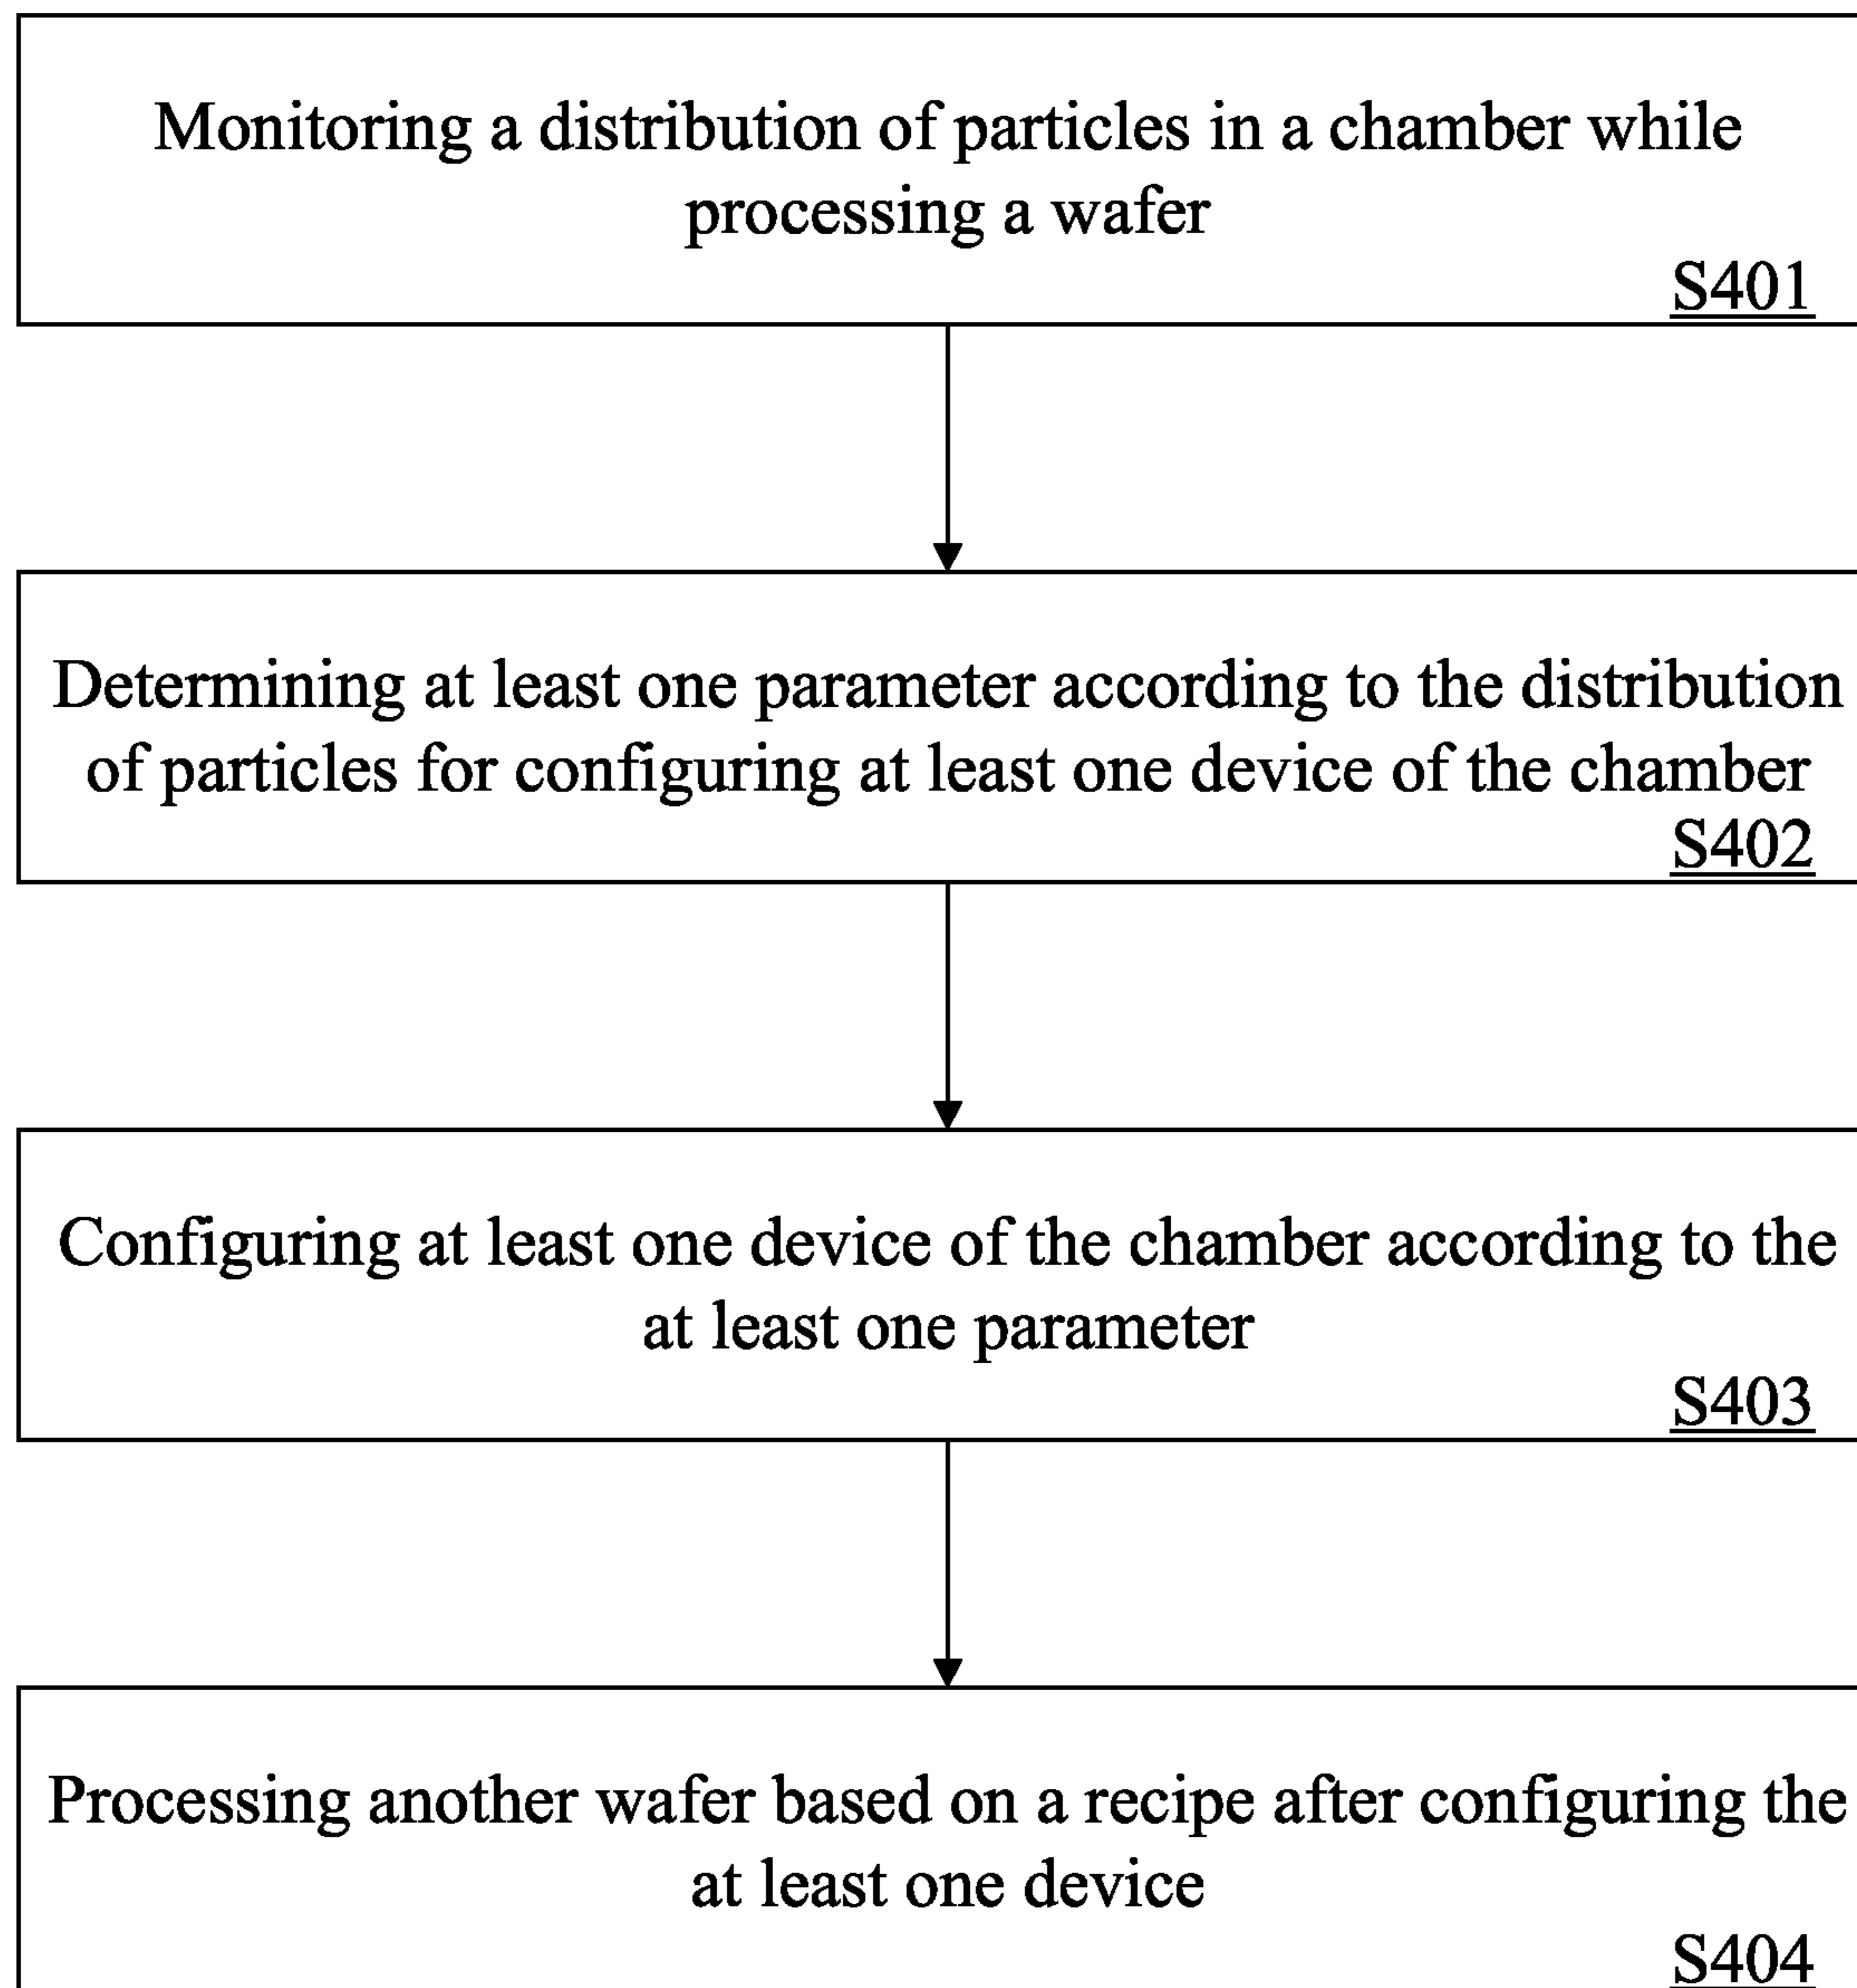 Monitoring a distribution of particles in a chamber while
processing a wafer
S401
Determining at least one parameter according to the distribution
of particles for configuring at least one device of the chamber
S402
Configuring at least one device of the chamber according to the
at least one parameter
S403
Processing another wafer based on a recipe after configuring the
at least one device
S404